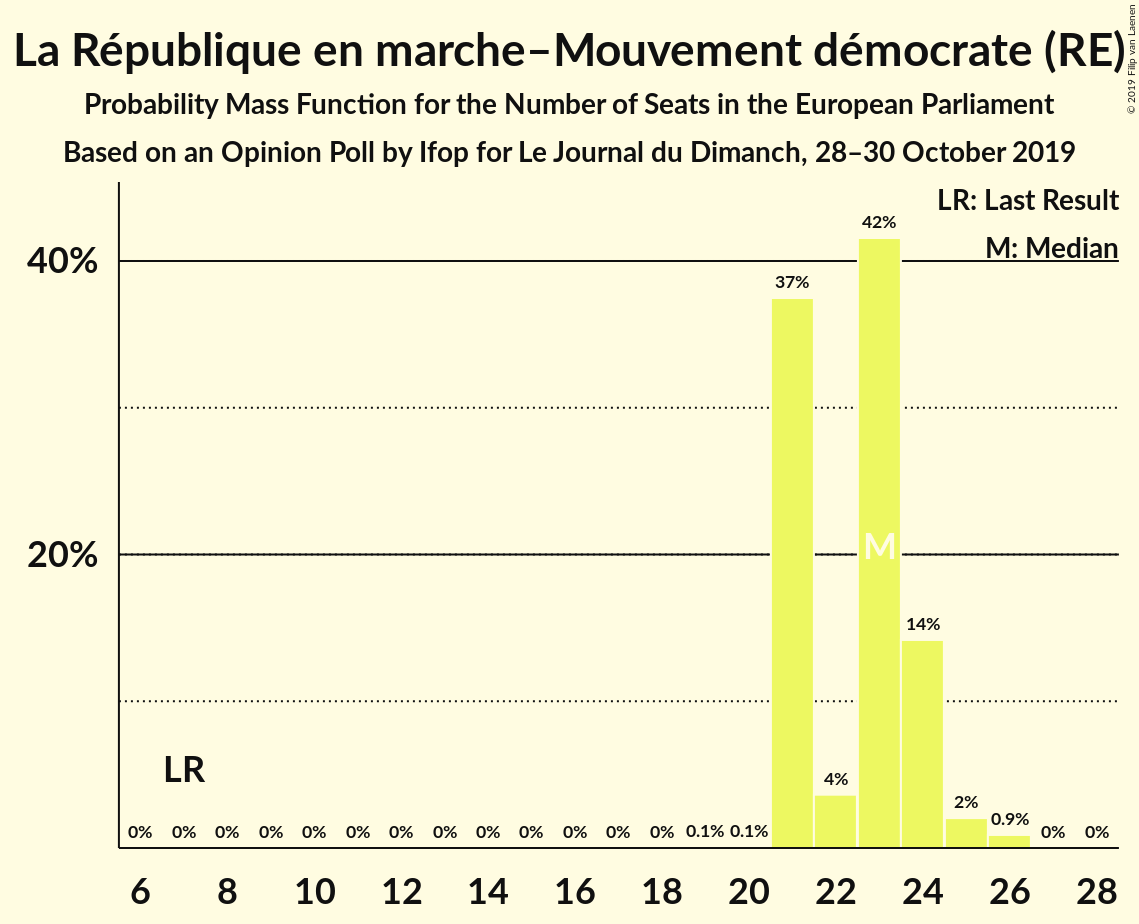 La République en marche–Mouvement démocrate (RE)
© 2019 Filip van Laenen
Probability Mass Function for the Number of Seats in the European Parliament
Based on an Opinion Poll by Ifop for Le Journal du Dimanch, 28–30 October 2019
LR: Last Result
M: Median
42%
40%
37%
20%
M
14%
LR
4%
2%
0.9%
0% 0% 0% 0% 0% 0% 0% 0% 0% 0% 0% 0% 0% 0.1% 0.1% 0% 0%
6 8 10 12 14 16 18 20 22 24 26 28